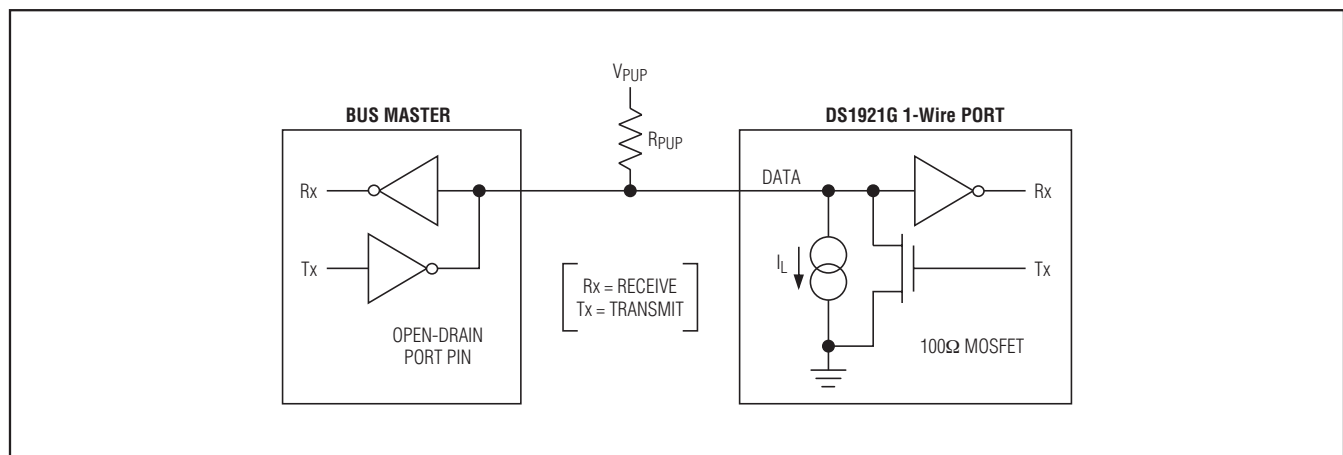 V_PUP
BUS MASTER
DS1921G 1-Wire PORT
R_PUP
DATA
Rx
Rx
Tx
I_L
Tx
Rx = RECEIVE
Tx = TRANSMIT
OPEN-DRAIN
PORT PIN
100Ω MOSFET